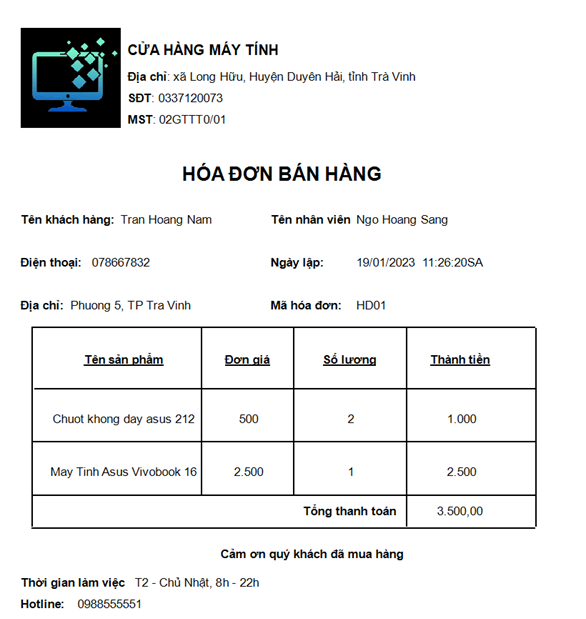 CỬA HÀNG MÁY TÍNH
Địa chỉ: xã Long Hữu, Huyện Duyên Hải, tỉnh Trà Vinh
SĐT: 0337120073
MST: 02GTTT0/01
HÓA ĐƠN BÁN HÀNG
Tên khách hàng: Tran Hoang Nam Tên nhân viên Ngo Hoang Sang
Điện thoại: 078667832 Ngày lập: 19/01/2023 11:26:20SA
Địa chỉ: Phuong 5, TP Tra Vinh Mã hóa đơn: HD01
Tên sản phẩm Đơn giá Số lương Thành tiền
Chuot khong day asus 212 500 2 1.000
May Tinh Asus Vivobook 16 2.500 1 2.500
Tổng thanh toán 3.500,00
Cảm ơn quý khách đã mua hàng
Thời gian làm việc T2 - Chủ Nhật, 8h - 22h
Hotline: 0988555551